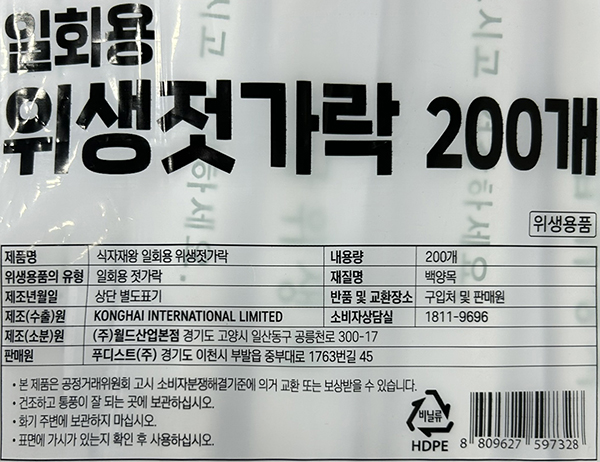 일회용
위생젓가락 200개
위생용품
제품명 식자재왕 일회용 위생젓가락 내용량 200개
위생용품의 유형 일회용 젓가락 재질명 백양목
제조년월일 상단 별도표기 반품 및 교환장소 구입처 및 판매원
제조(수출)원 KONGHAI INTERNATIONAL LIMITED 소비자상담실 1811-9696
제조(소분)원 (주)월드산업본점 경기도 고양시 일산동구 공릉천로 300-17
판매원 푸디스트(주) 경기도 이천시 부발읍 중부대로 1763번길 45
• 본 제품은 공정거래위원회 고시 소비자분쟁해결기준에 의거 교환 또는 보상받을 수 있습니다.
• 건조하고 통풍이 잘 되는 곳에 보관하십시오.
• 화기 주변에 보관하지 마십시오.
• 표면에 가시가 있는지 확인 후 사용하십시오.
비닐류
HDPE
8 809627 597328